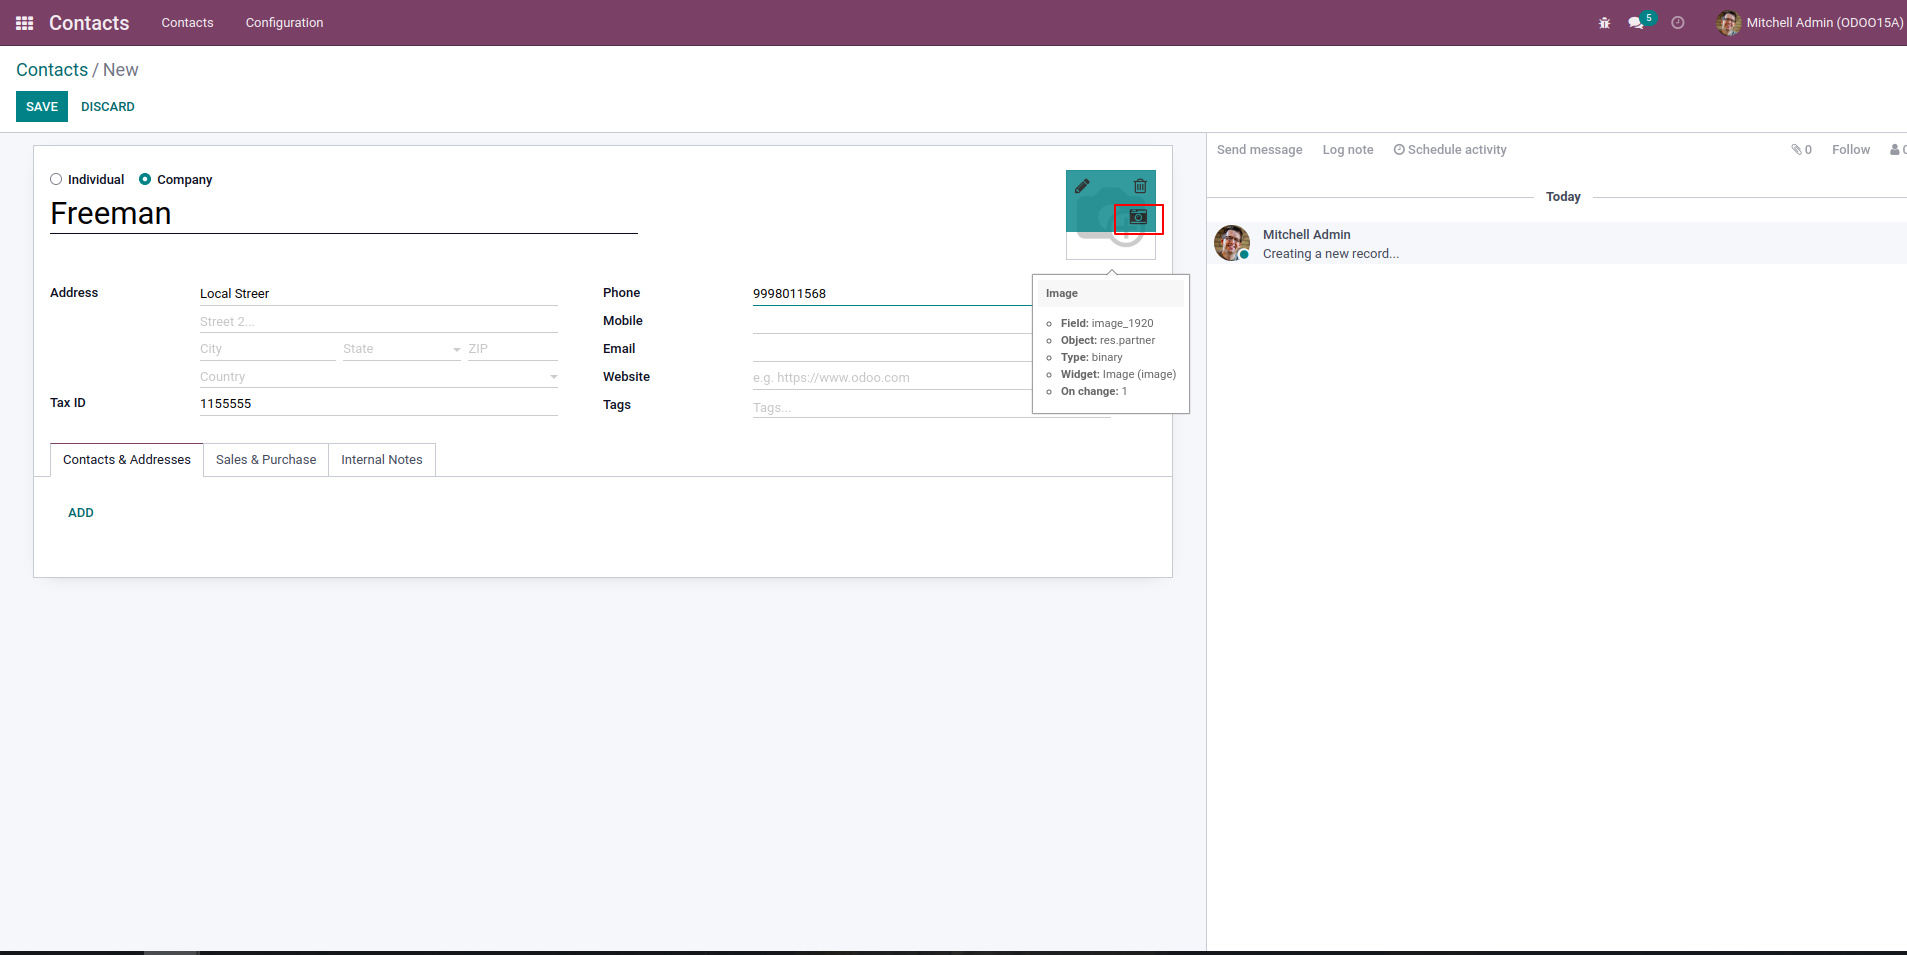 Contacts Contacts Configuration 5 Mitchell Admin (ODOO15A)
Contacts / New
SAVE DISCARD
Send message Log note Schedule activity 0 Follow 0
Today
Mitchell Admin
Creating a new record...
Individual Company
Freeman
Address Local Streer
Street 2...
City State ZIP
Country
Tax ID 1155555
Phone 9998011568
Mobile
Email
Website e.g. https://www.odoo.com
Tags Tags...
Image
Field: image_1920
Object: res.partner
Type: binary
Widget: Image (image)
On change: 1
Contacts & Addresses Sales & Purchase Internal Notes
ADD